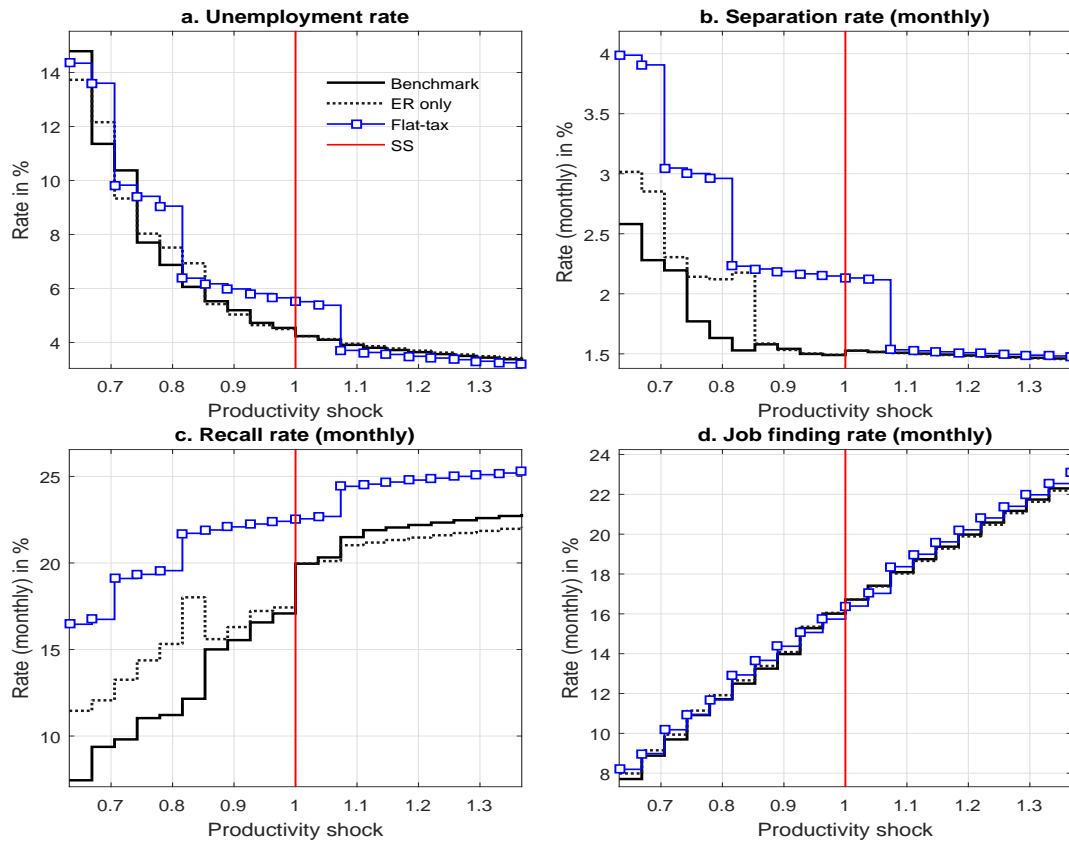 a. Unemployment rate
14
12
10
8
6
4
Rate in %
0.7 0.8 0.9 1 1.1 1.2 1.3
Productivity shock
Benchmark
ER only
Flat-tax
SS
b. Separation rate (monthly)
4
3.5
3
2.5
2
1.5
Rate (monthly) in %
0.7 0.8 0.9 1 1.1 1.2 1.3
Productivity shock
c. Recall rate (monthly)
25
20
15
10
Rate (monthly) in %
0.7 0.8 0.9 1 1.1 1.2 1.3
Productivity shock
d. Job finding rate (monthly)
24
22
20
18
16
14
12
10
8
Rate (monthly) in %
0.7 0.8 0.9 1 1.1 1.2 1.3
Productivity shock